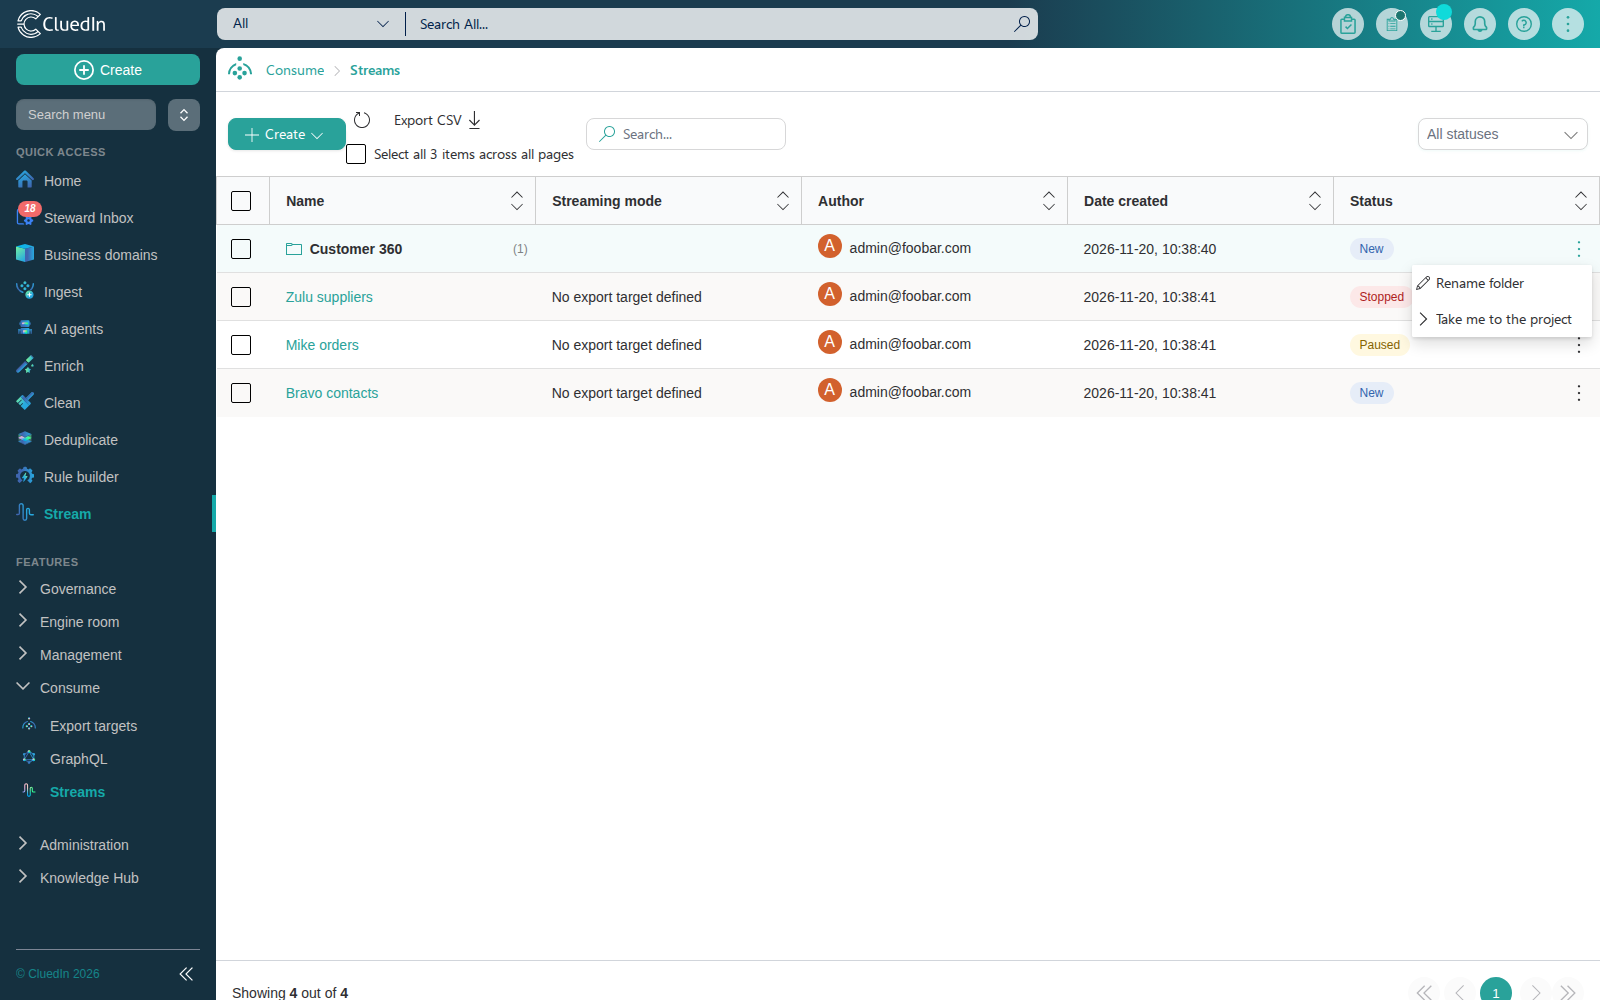 CluedIn
All
Search All...
Create
Search menu
QUICK ACCESS
Home
18
Steward Inbox
Business domains
Ingest
AI agents
Enrich
Clean
Deduplicate
Rule builder
Stream
FEATURES
Governance
Engine room
Management
Consume
Export targets
GraphQL
Streams
Administration
Knowledge Hub
© CluedIn 2026
Consume Streams
Create
Export CSV
Select all 3 items across all pages
Search...
All statuses
Name Streaming mode Author Date created Status
Customer 360 (1) A admin@foobar.com 2026-11-20, 10:38:40 New
Zulu suppliers No export target defined A admin@foobar.com 2026-11-20, 10:38:41 Stopped
Mike orders No export target defined A admin@foobar.com 2026-11-20, 10:38:41 Paused
Bravo contacts No export target defined A admin@foobar.com 2026-11-20, 10:38:41 New
Rename folder
Take me to the project
Showing 4 out of 4
1